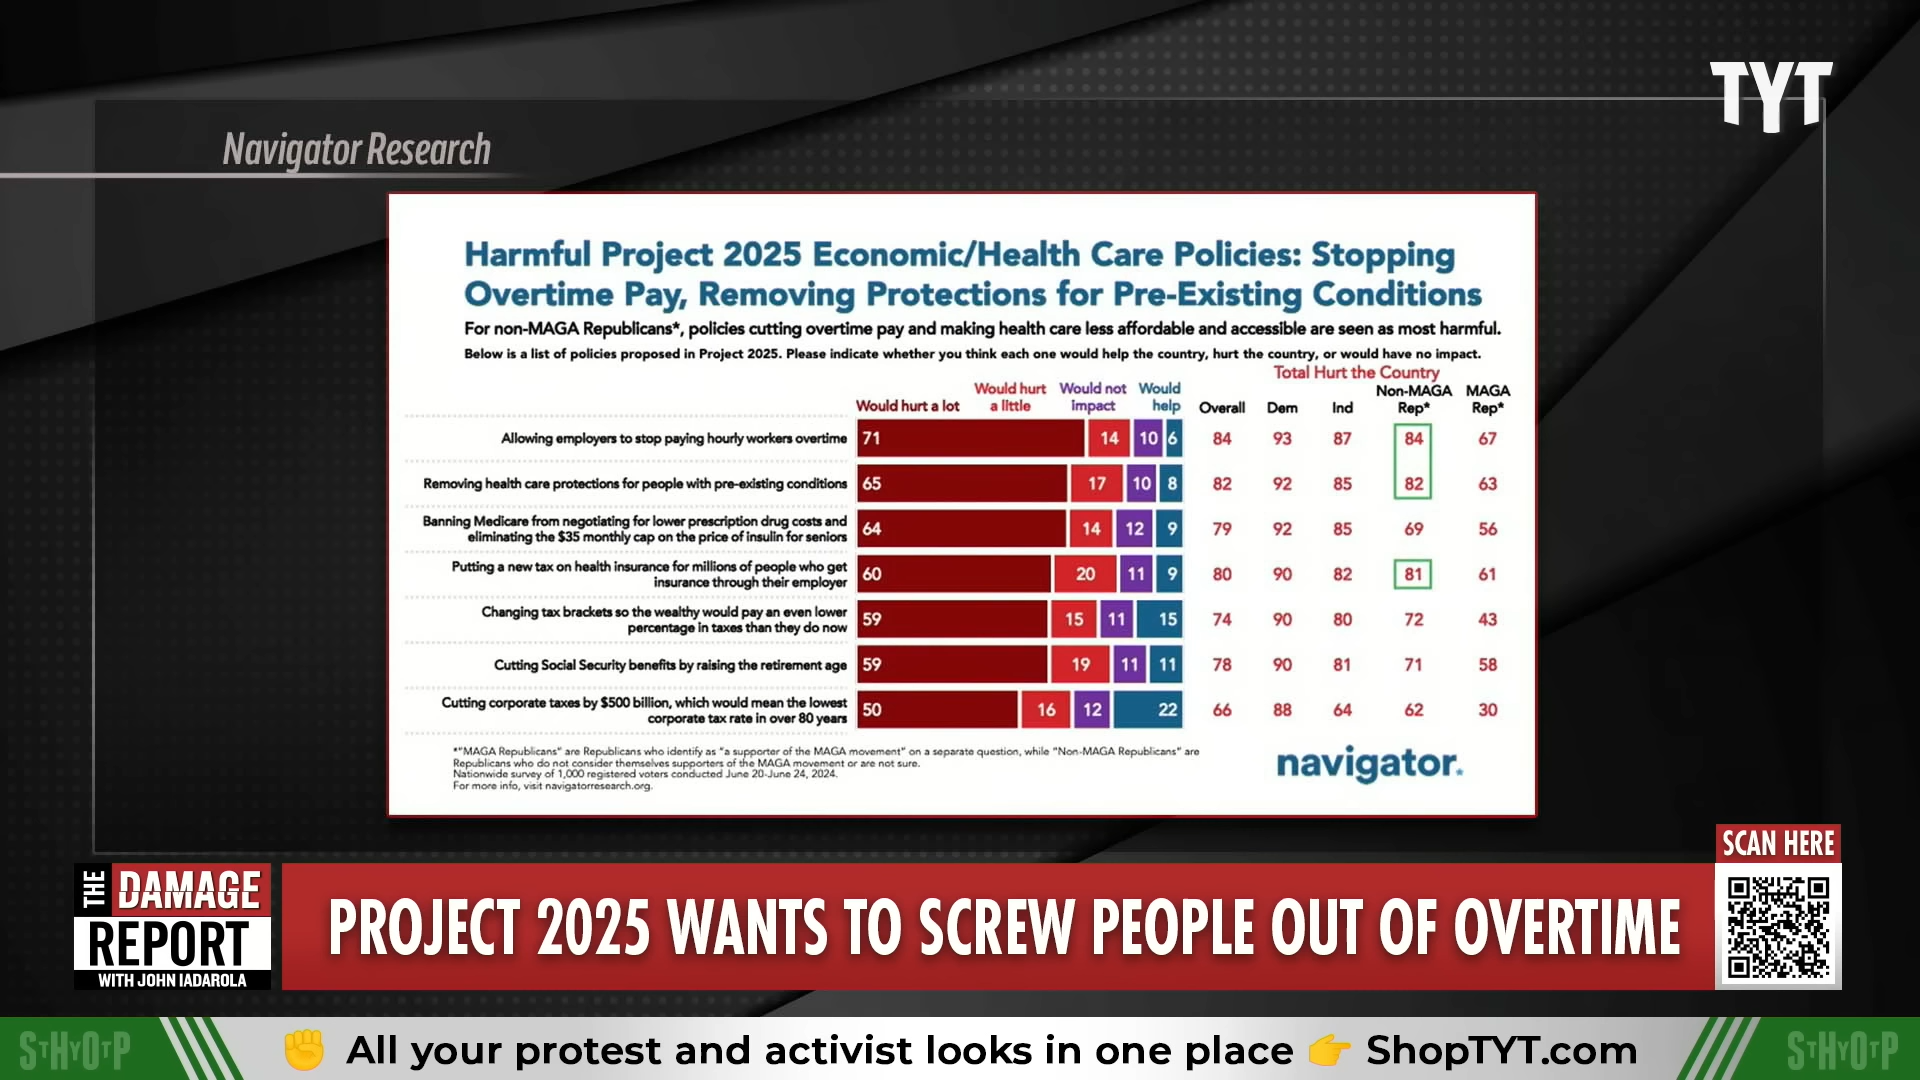 TYT
Navigator Research
Harmful Project 2025 Economic/Health Care Policies: Stopping
Overtime Pay, Removing Protections for Pre-Existing Conditions
For non-MAGA Republicans*, policies cutting overtime pay and making health care less affordable and accessible are seen as most harmful.
Below is a list of policies proposed in Project 2025. Please indicate whether you think each one would help the country, hurt the country, or would have no impact.
Total Hurt the Country
Would hurt a lot Would hurt a little Would not impact Would help Overall Dem Ind Non-MAGA Rep* MAGA Rep*
Allowing employers to stop paying hourly workers overtime 71 14 10 6 84 93 87 84 67
Removing health care protections for people with pre-existing conditions 65 17 10 8 82 92 85 82 63
Banning Medicare from negotiating for lower prescription drug costs and
eliminating the $35 monthly cap on the price of insulin for seniors 64 14 12 9 79 92 85 69 56
Putting a new tax on health insurance for millions of people who get
insurance through their employer 60 20 11 9 80 90 82 81 61
Changing tax brackets so the wealthy would pay an even lower
percentage in taxes than they do now 59 15 11 15 74 90 80 72 43
Cutting Social Security benefits by raising the retirement age 59 19 11 11 78 90 81 71 58
Cutting corporate taxes by $500 billion, which would mean the lowest
corporate tax rate in over 80 years 50 16 12 22 66 88 64 62 30
*"MAGA Republicans" are Republicans who identify as "a supporter of the MAGA movement" on a separate question, while "Non-MAGA Republicans" are
Republicans who do not consider themselves supporters of the MAGA movement or are not sure.
Nationwide survey of 1,000 registered voters conducted June 20-June 24, 2024.
For more info, visit navigatorresearch.org.
navigator.
SCAN HERE
THE DAMAGE
REPORT
WITH JOHN IADAROLA
PROJECT 2025 WANTS TO SCREW PEOPLE OUT OF OVERTIME
STHYOTP
All your protest and activist looks in one place ShopTYT.com
STHYOTP